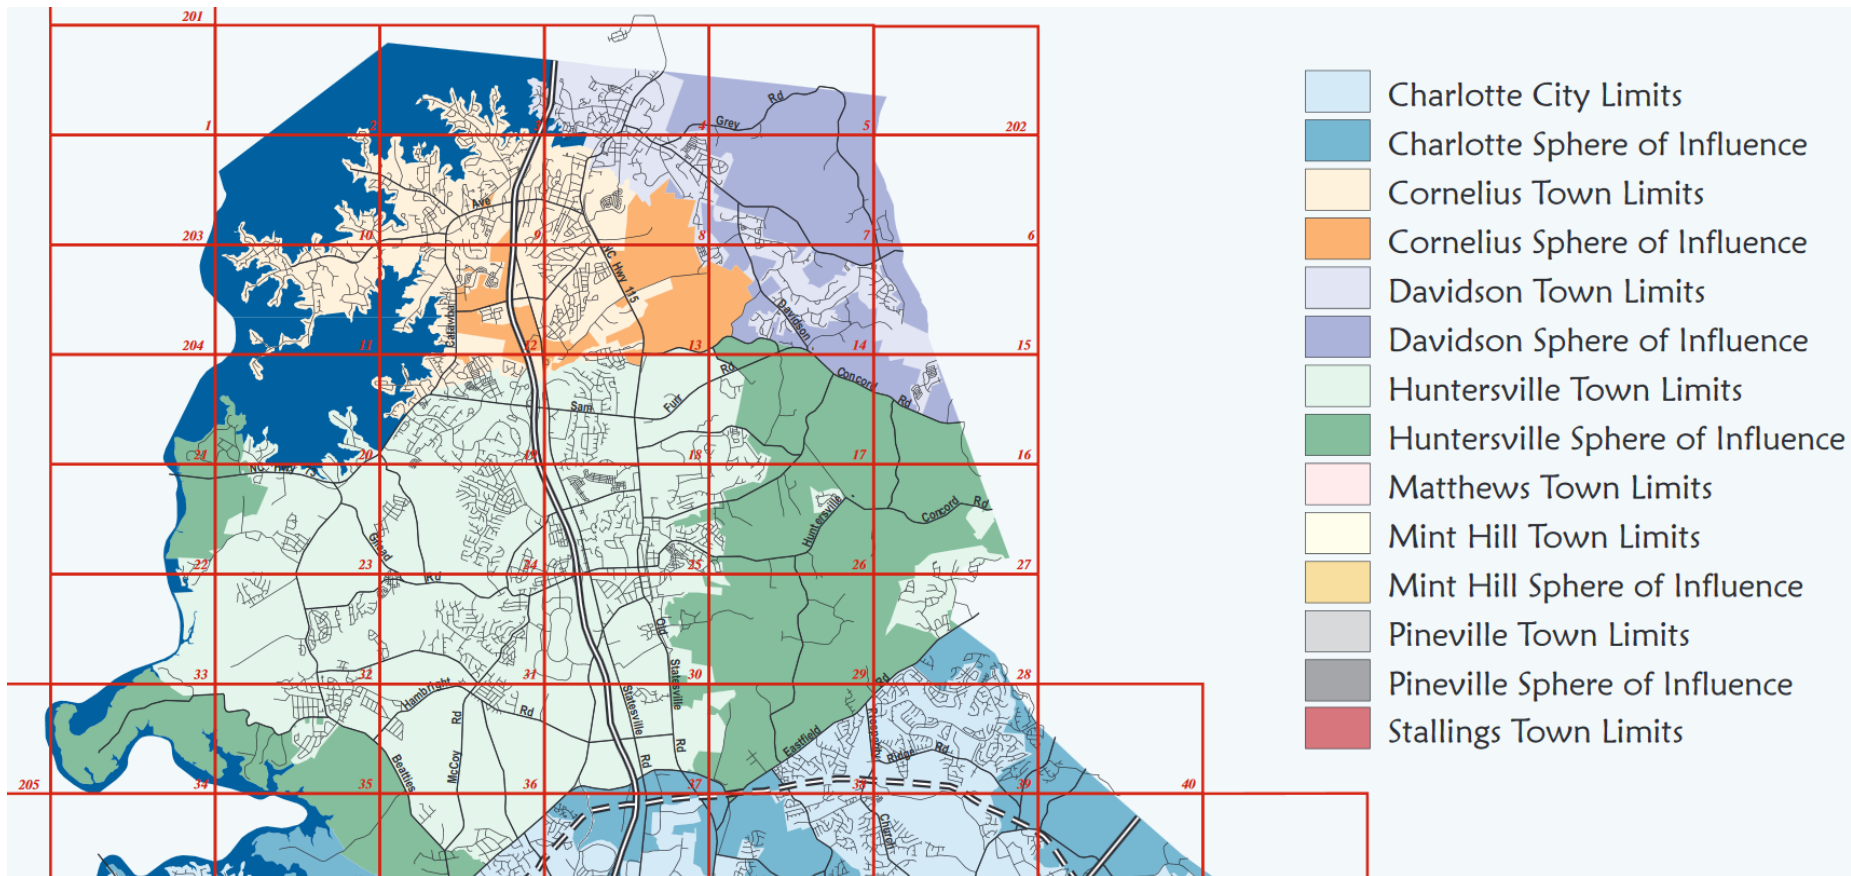 201
Rd
Grey
1
2
3
4
5
202
Ave
203
10
9
8
7
6
NC Hwy 115
Catawba
Davidson
204
11
12
13
14
15
Rd
Concord
Rd
Sam
Furr
21
20
19
18
17
16
NC Hwy
Huntersville
Concord
Rd
Gilead
22
23
24
25
26
27
Rd
Old
Statesville
Rd
33
32
31
30
29
28
Rd
Hambright
Rd
Rd
Statesville
Rd
Prosperity
Eastfield
Ridge
Rd
Beatties
McCoy
205
34
35
36
37
38
39
40
Church
Charlotte City Limits
Charlotte Sphere of Influence
Cornelius Town Limits
Cornelius Sphere of Influence
Davidson Town Limits
Davidson Sphere of Influence
Huntersville Town Limits
Huntersville Sphere of Influence
Matthews Town Limits
Mint Hill Town Limits
Mint Hill Sphere of Influence
Pineville Town Limits
Pineville Sphere of Influence
Stallings Town Limits